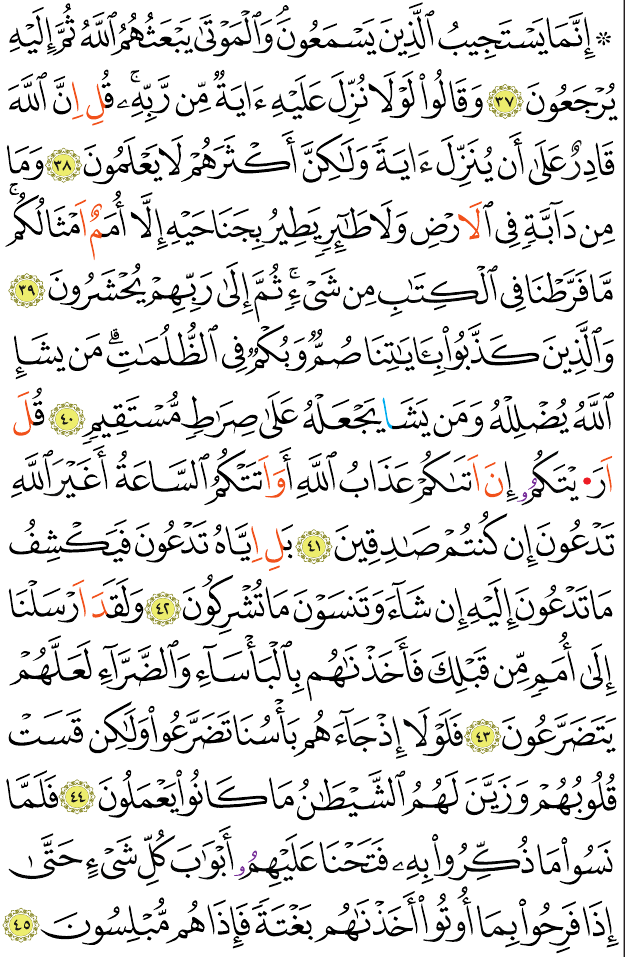 ۞ إِنَّمَا يَسْتَجِيبُ ٱلَّذِينَ يَسْمَعُونَ وَٱلْمَوْتَىٰ يَبْعَثُهُمُ ٱللَّهُ ثُمَّ إِلَيْهِ
يُرْجَعُونَ ٣٧ وَقَالُوا۟ لَوْلَا نُزِّلَ عَلَيْهِ ءَايَةٌ مِّن رَّبِّهِۦۚ قُلِ اِنَّ ٱللَّهَ
قَادِرٌ عَلَىٰ أَن يُنَزِّلَ ءَايَةً وَلَٰكِنَّ أَكْثَرَهُمْ لَا يَعْلَمُونَ ٣٨ وَمَا
مِن دَآبَّةٍ فِى ٱلَارْضِ وَلَا طَٰٓئِرٍ يَطِيرُ بِجَنَاحَيْهِ إِلَّا أُمَمٌ اَمْثَالُكُمۚ
مَّا فَرَّطْنَا فِى ٱلْكِتَٰبِ مِن شَىْءٍۚ ثُمَّ إِلَىٰ رَبِّهِمْ يُحْشَرُونَ ٣٩
وَٱلَّذِينَ كَذَّبُوا۟ بِـَٔايَٰتِنَا صُمٌّ وَبُكْمٌ فِى ٱلظُّلُمَٰتِۗ مَن يَشَإِ
ٱللَّهُ يُضْلِلْهُ وَمَن يَشَا يَجْعَلْهُ عَلَىٰ صِرَٰطٍ مُّسْتَقِيمٍ ٤٠ قُلَ
اَرَ•يْتَكُمُۥ إِنَ اَتَىٰكُمْ عَذَابُ ٱللَّهِ أَوَ اَتَتْكُمُ ٱلسَّاعَةُ أَغَيْرَ ٱللَّهِ
تَدْعُونَ إِن كُنتُمْ صَٰدِقِينَ ٤١ بَلِ اِيَّاهُ تَدْعُونَ فَيَكْشِفُ
مَا تَدْعُونَ إِلَيْهِ إِن شَآءَ وَتَنسَوْنَ مَا تُشْرِكُونَ ٤٢ وَلَقَدَ اَرْسَلْنَا
إِلَىٰ أُمَمٍ مِّن قَبْلِكَ فَأَخَذْنَٰهُم بِٱلْبَأْسَآءِ وَٱلضَّرَّآءِ لَعَلَّهُمْ
يَتَضَرَّعُونَ ٤٣ فَلَوْلَا إِذْ جَآءَهُم بَأْسُنَا تَضَرَّعُوا۟ وَلَٰكِن قَسَتْ
قُلُوبُهُمْ وَزَيَّنَ لَهُمُ ٱلشَّيْطَٰنُ مَا كَانُوا۟ يَعْمَلُونَ ٤٤ فَلَمَّا
نَسُوا۟ مَا ذُكِّرُوا۟ بِهِۦ فَتَحْنَا عَلَيْهِمُۥ أَبْوَٰبَ كُلِّ شَىْءٍ حَتَّىٰ
إِذَا فَرِحُوا۟ بِمَا أُوتُوا۟ أَخَذْنَٰهُم بَغْتَةً فَإِذَا هُم مُّبْلِسُونَ ٤٥